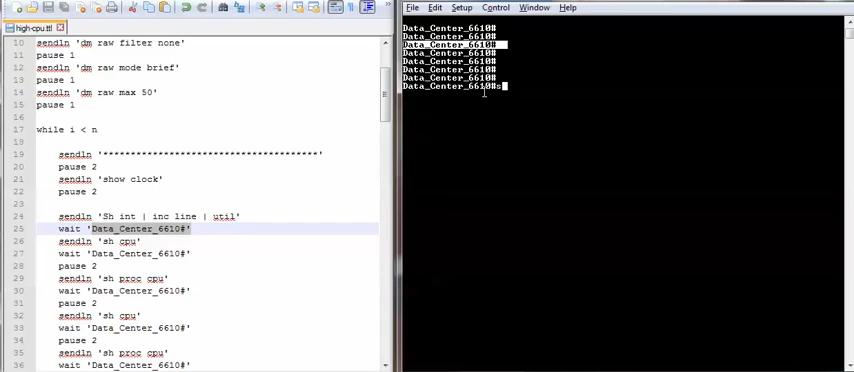 high-cpu.ttl
10 sendln 'dm raw filter none'
11 pause 1
12 sendln 'dm raw mode brief'
13 pause 1
14 sendln 'dm raw max 50'
15 pause 1
16
17 while i < n
18
19 sendln '**************************************'
20 pause 2
21 sendln 'show clock'
22 pause 2
23
24 sendln 'Sh int | inc line | util'
25 wait 'Data_Center_6610#'
26 sendln 'sh cpu'
27 wait 'Data_Center_6610#'
28 pause 2
29 sendln 'sh proc cpu'
30 wait 'Data_Center_6610#'
31 pause 2
32 sendln 'sh cpu'
33 wait 'Data_Center_6610#'
34 pause 2
35 sendln 'sh proc cpu'
36 wait 'Data_Center_6610#'
File Edit Setup Control Window Help
Data_Center_6610#
Data_Center_6610#
Data_Center_6610#
Data_Center_6610#
Data_Center_6610#
Data_Center_6610#
Data_Center_6610#
Data_Center_6610#s